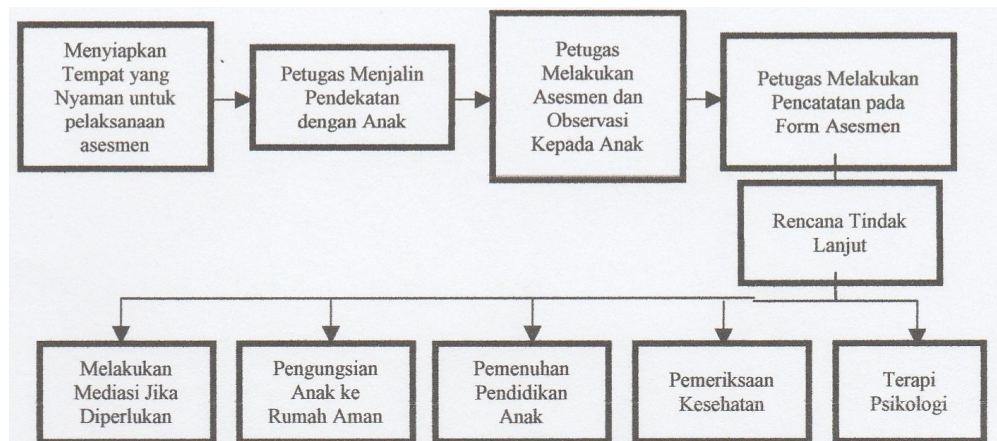 Menyiapkan
Tempat yang
Nyaman untuk
pelaksanaan
asesmen
Petugas Menjalin
Pendekatan
dengan Anak
Petugas
Melakukan
Asesmen dan
Observasi
Kepada Anak
Petugas Melakukan
Pencatatan pada
Form Asesmen
Rencana Tindak
Lanjut
Melakukan
Mediasi Jika
Diperlukan
Pengungsian
Anak ke
Rumah Aman
Pemenuhan
Pendidikan
Anak
Pemeriksaan
Kesehatan
Terapi
Psikologi